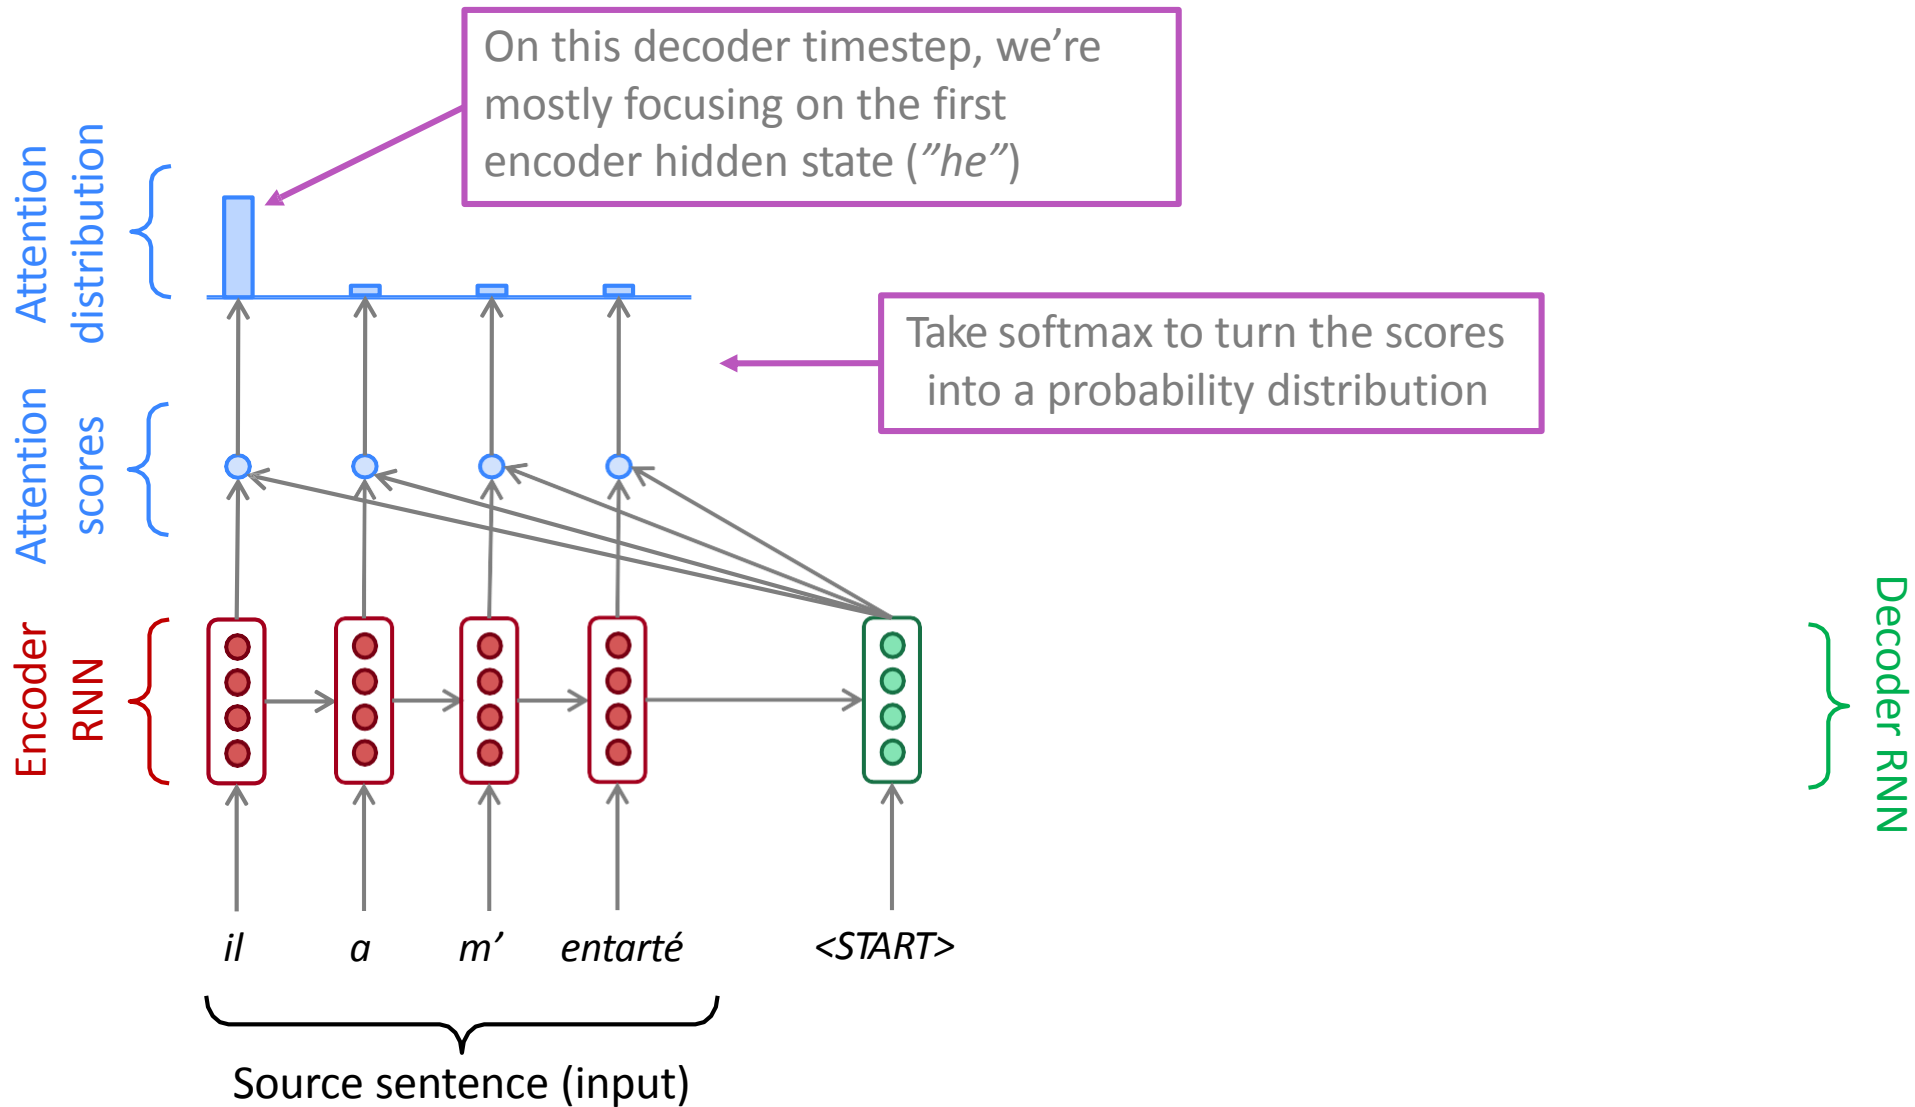 On this decoder timestep, we’re
mostly focusing on the first
encoder hidden state (”he”)
Attention
distribution
Take softmax to turn the scores
into a probability distribution
Attention
scores
Encoder
RNN
Decoder RNN
il a m’ entarté <START>
Source sentence (input)